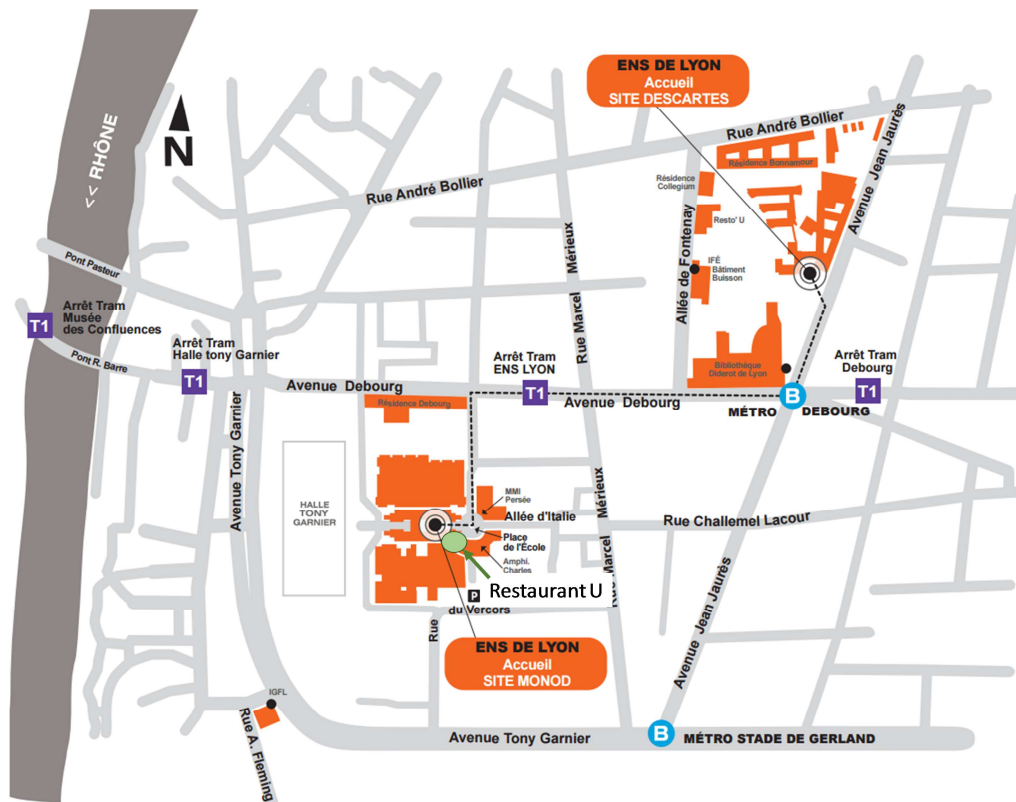 ENS DE LYON
Accueil
SITE DESCARTES
Rue André Bollier
<< RHÔNE
N
Résidence Bonnamour
Avenue Jean Jaurès
Résidence
Collegium
Rue André Bollier
Resto' U
Allée de Fontenay
Rue Marcel Mérieux
Pont Pasteur
IFÉ
Bâtiment
Buisson
Arrêt Tram
Musée
des Confluences
T1
Pont R. Barre
Arrêt Tram
Halle tony Garnier
T1
Arrêt Tram
ENS LYON
T1
Bibliothèque
Diderot de Lyon
Arrêt Tram
Debourg
T1
Avenue Debourg
Avenue Debourg
B
MÉTRO DEBOURG
Résidence Debourg
Avenue Tony Garnier
HALLE
TONY
GARNIER
MMI
Persée
Allée d'Italie
Place
de l'École
Amphi.
Charles
Rue Marcel Mérieux
Rue Challemel Lacour
Restaurant U
P
Rue du Vercors
Avenue Jean Jaurès
ENS DE LYON
Accueil
SITE MONOD
IGFL
Rue A. Fleming
Avenue Tony Garnier
B
MÉTRO STADE DE GERLAND